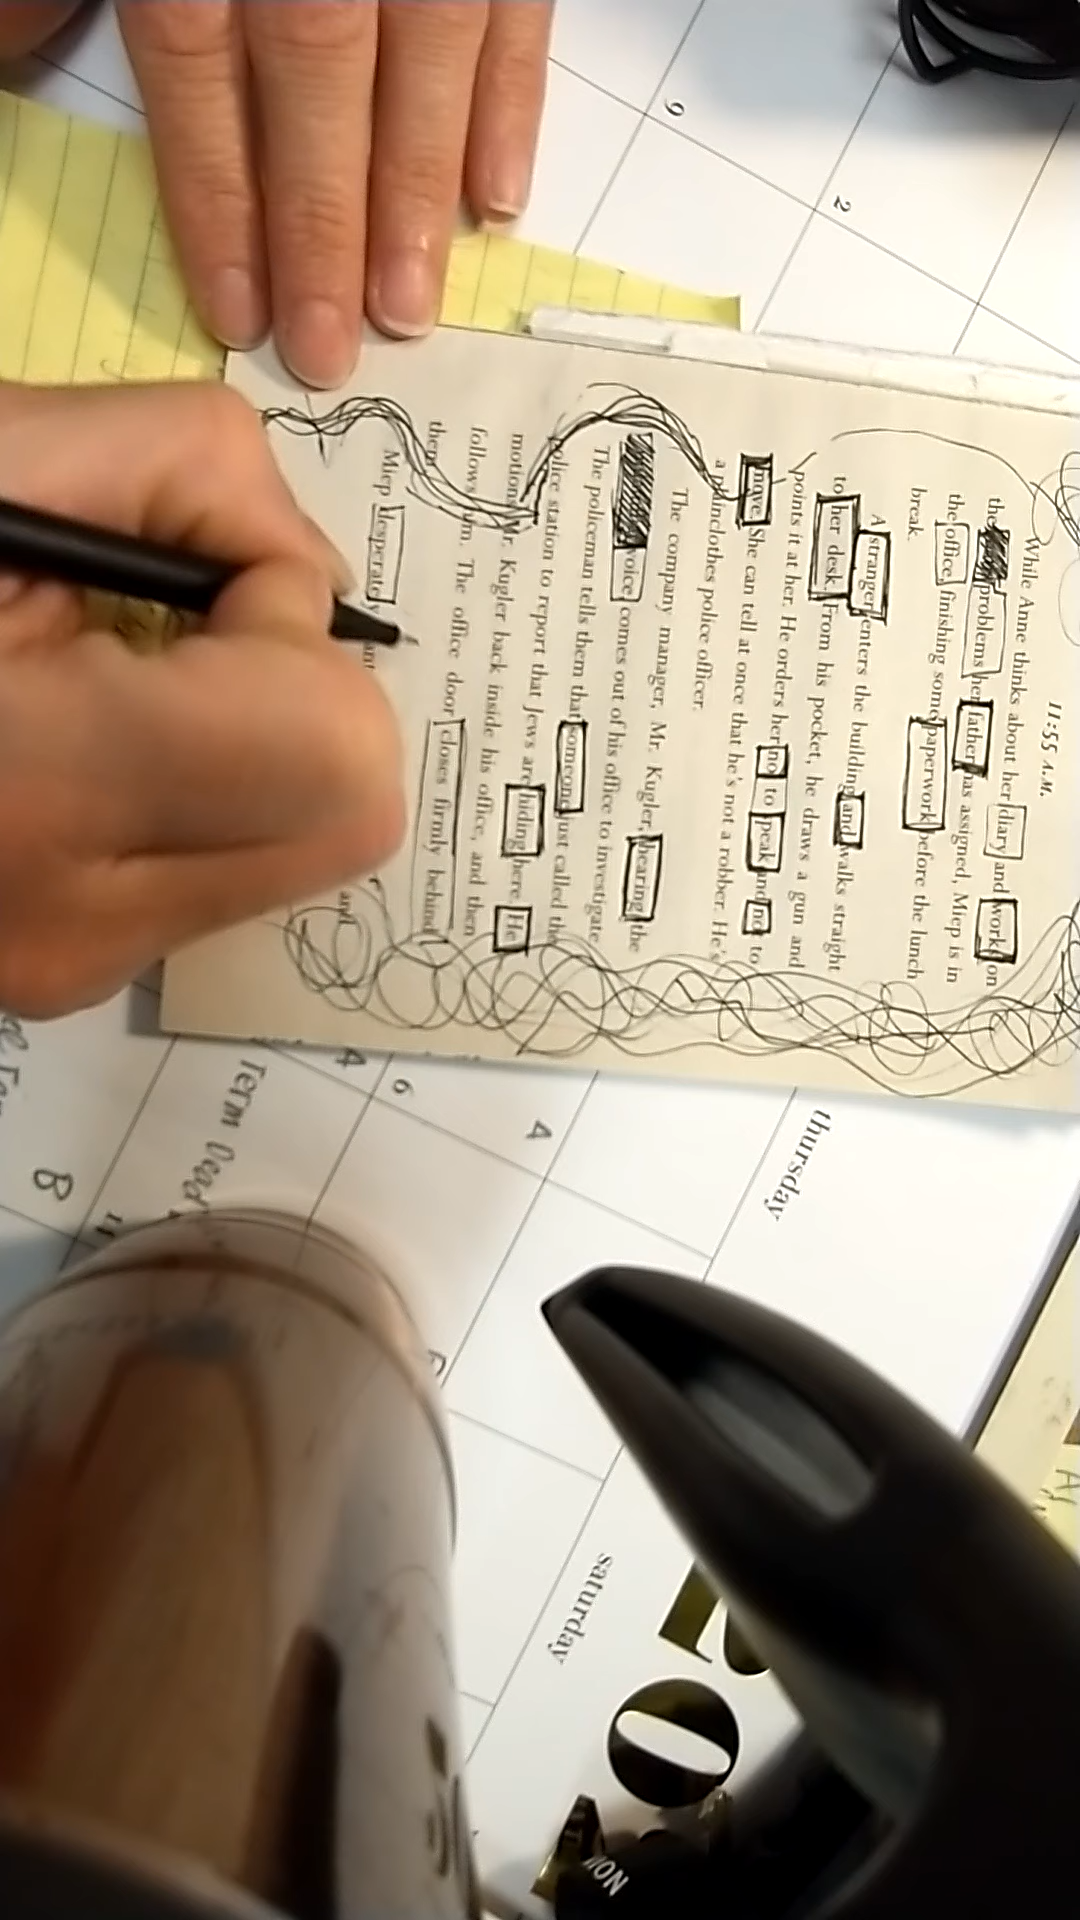 11:55 A.M.
While Anne thinks about her diary and work on
the problems her father has assigned, Miep is in
the office, finishing some paperwork before the lunch
break.
A stranger enters the building and walks straight
to her desk. From his pocket, he draws a gun and
points it at her. He orders her not to speak and not to
move. She can tell at once that he's not a robber. He's
a plainclothes police officer.
The company manager, Mr. Kugler, hearing the
voice comes out of his office to investigate.
The policeman tells them that someone just called the
police station to report that Jews are hiding here. He
motions Mr. Kugler back inside his office, and then
follows him. The office door closes firmly behind
them.
Miep desperately
and
9
2
thursday
4
6
A
Term
B
11
saturday
NOW